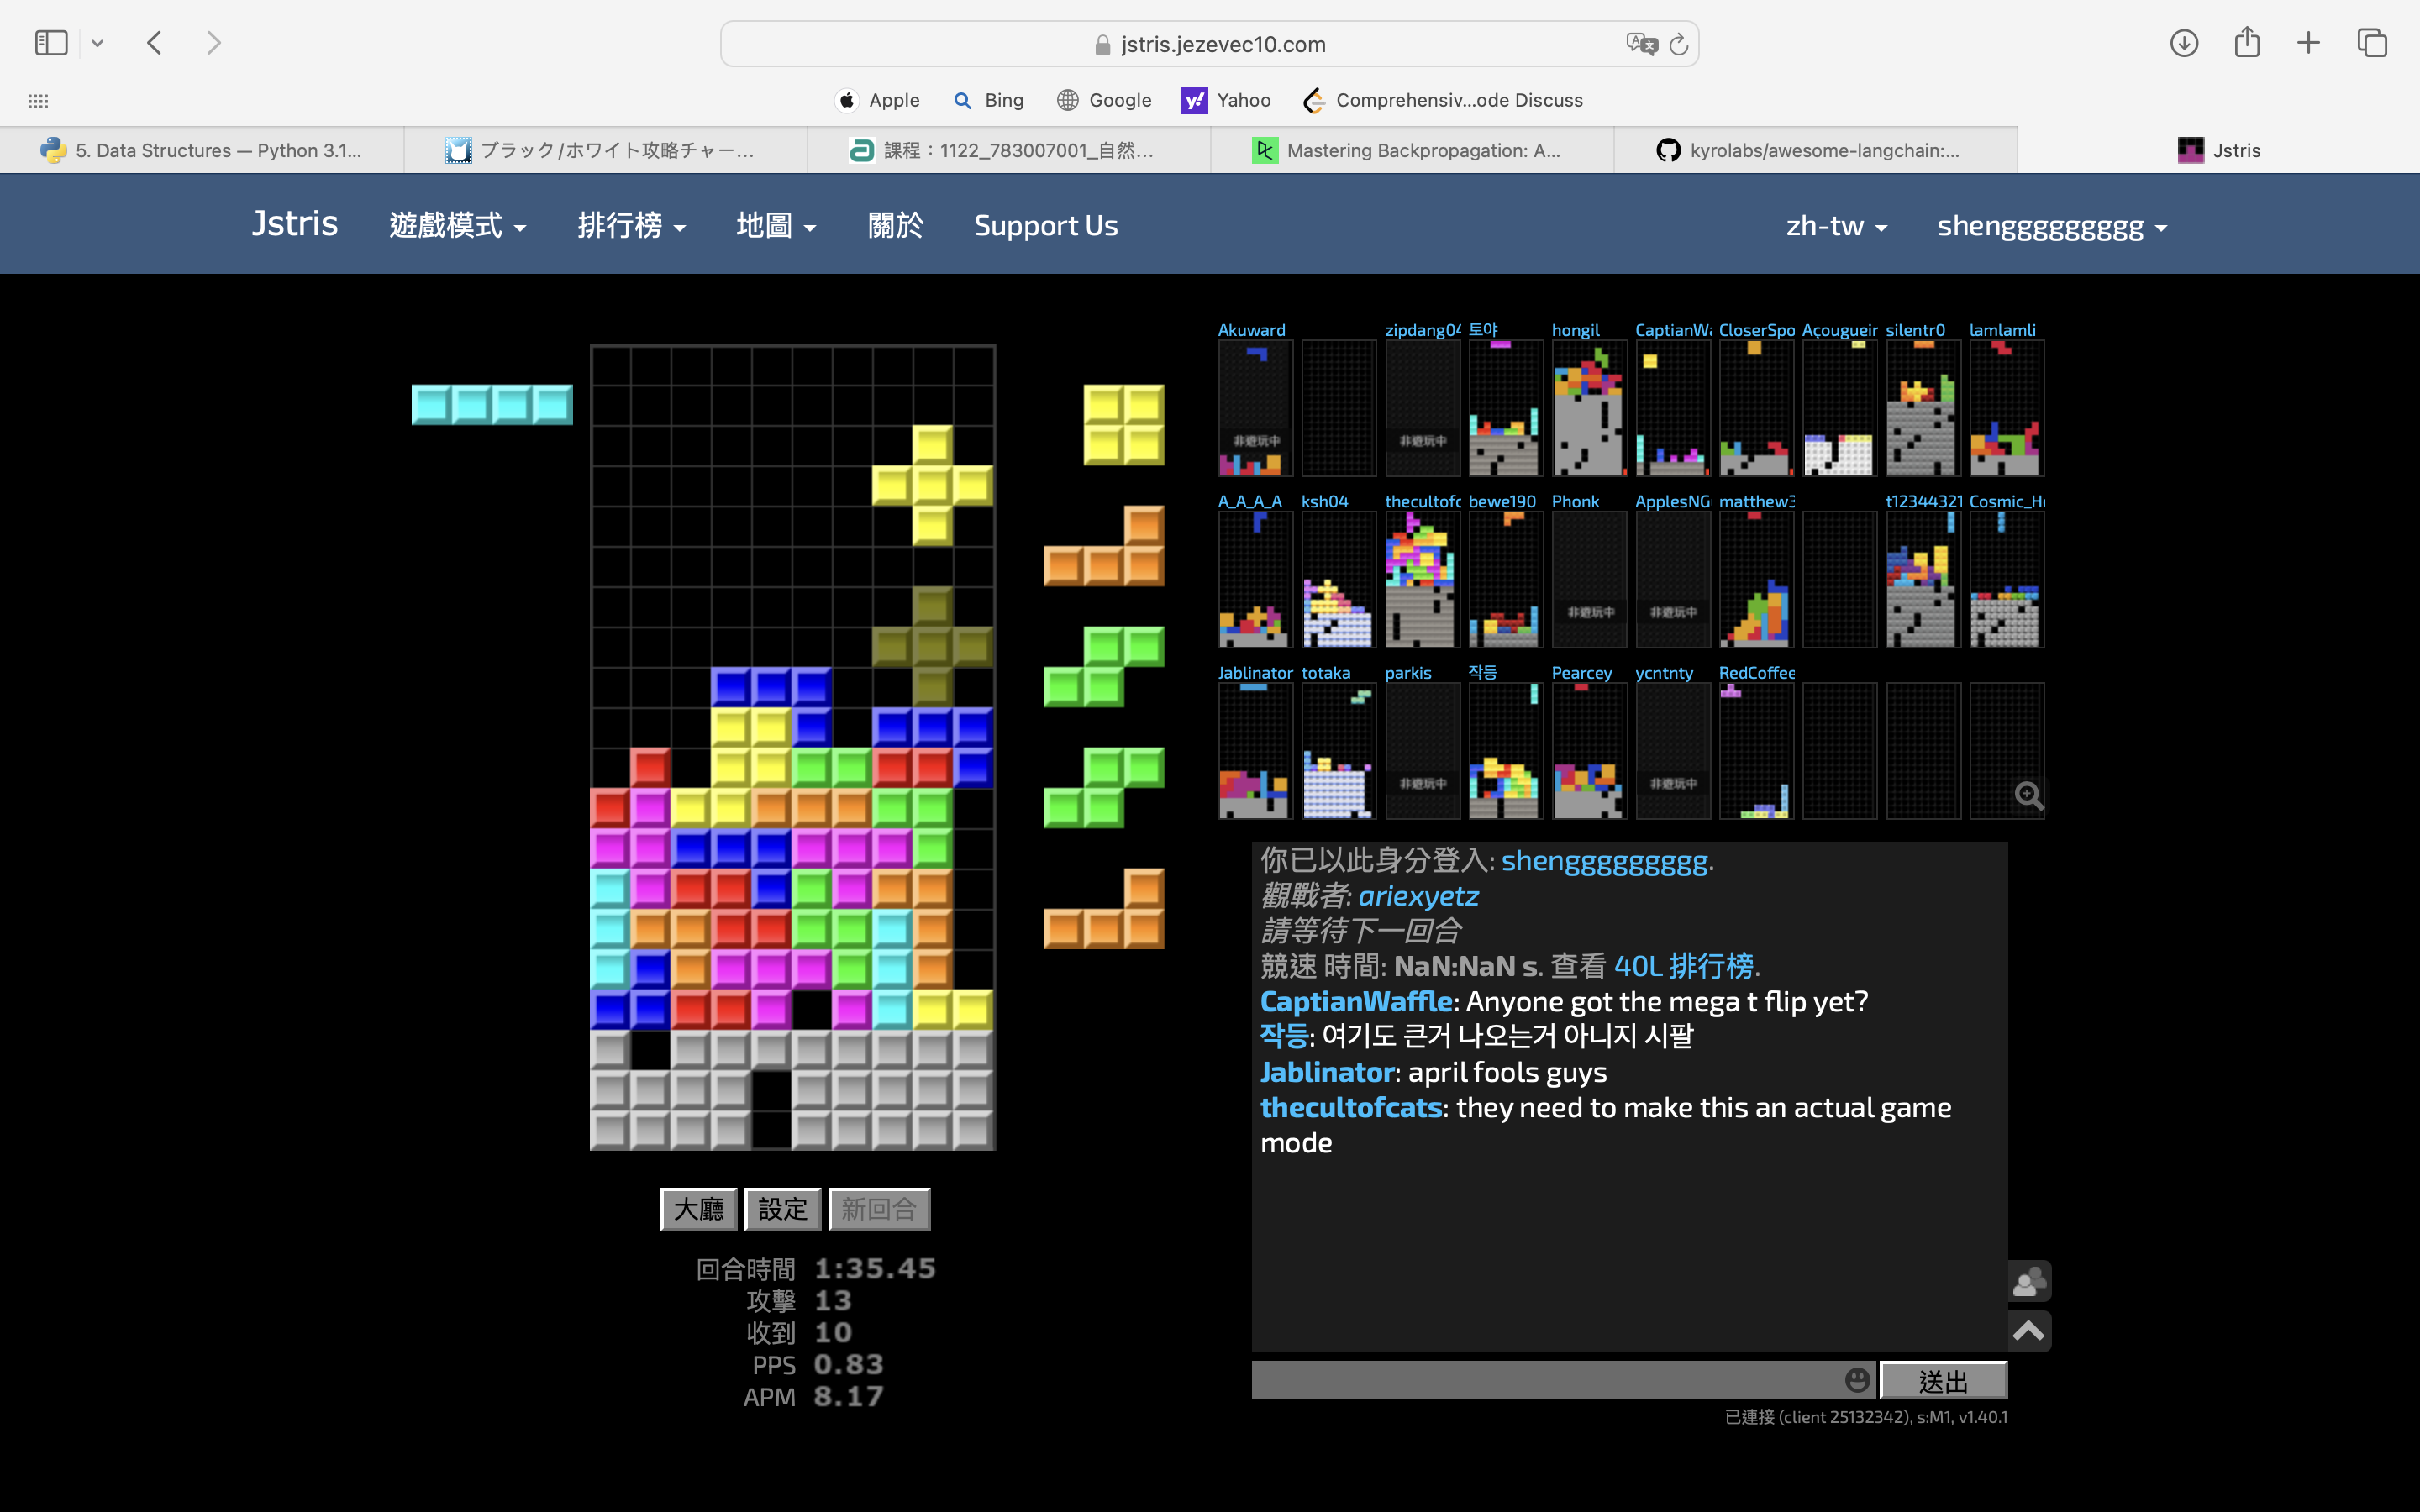 jstris.jezevec10.com
Apple
Bing
Google
Yahoo
Comprehensiv...ode Discuss
5. Data Structures — Python 3.1...
ブラック/ホワイト攻略チャー...
課程：1122_783007001_自然...
Mastering Backpropagation: A...
kyrolabs/awesome-langchain:...
Jstris
Jstris
遊戲模式
排行榜
地圖
關於
Support Us
zh-tw
shenggggggggg
Akuward
zipdang04
토야
hongil
CaptianWa
CloserSpo
Açougueir
silentr0
lamlamli
非遊玩中
非遊玩中
A_A_A_A
ksh04
thecultofc
bewe190
Phonk
ApplesNG
matthew3
t12344321
Cosmic_He
非遊玩中
非遊玩中
Jablinator
totaka
parkis
작등
Pearcey
ycntnty
RedCoffee
非遊玩中
非遊玩中
你已以此身分登入: shenggggggggg.
觀戰者: ariexyetz
請等待下一回合
競速 時間: NaN:NaN s. 查看 40L 排行榜.
CaptianWaffle: Anyone got the mega t flip yet?
작등: 여기도 큰거 나오는거 아니지 시팔
Jablinator: april fools guys
thecultofcats: they need to make this an actual game
mode
大廳
設定
新回合
回合時間 1:35.45
攻擊 13
收到 10
PPS 0.83
APM 8.17
送出
已連接 (client 25132342), s:M1, v1.40.1